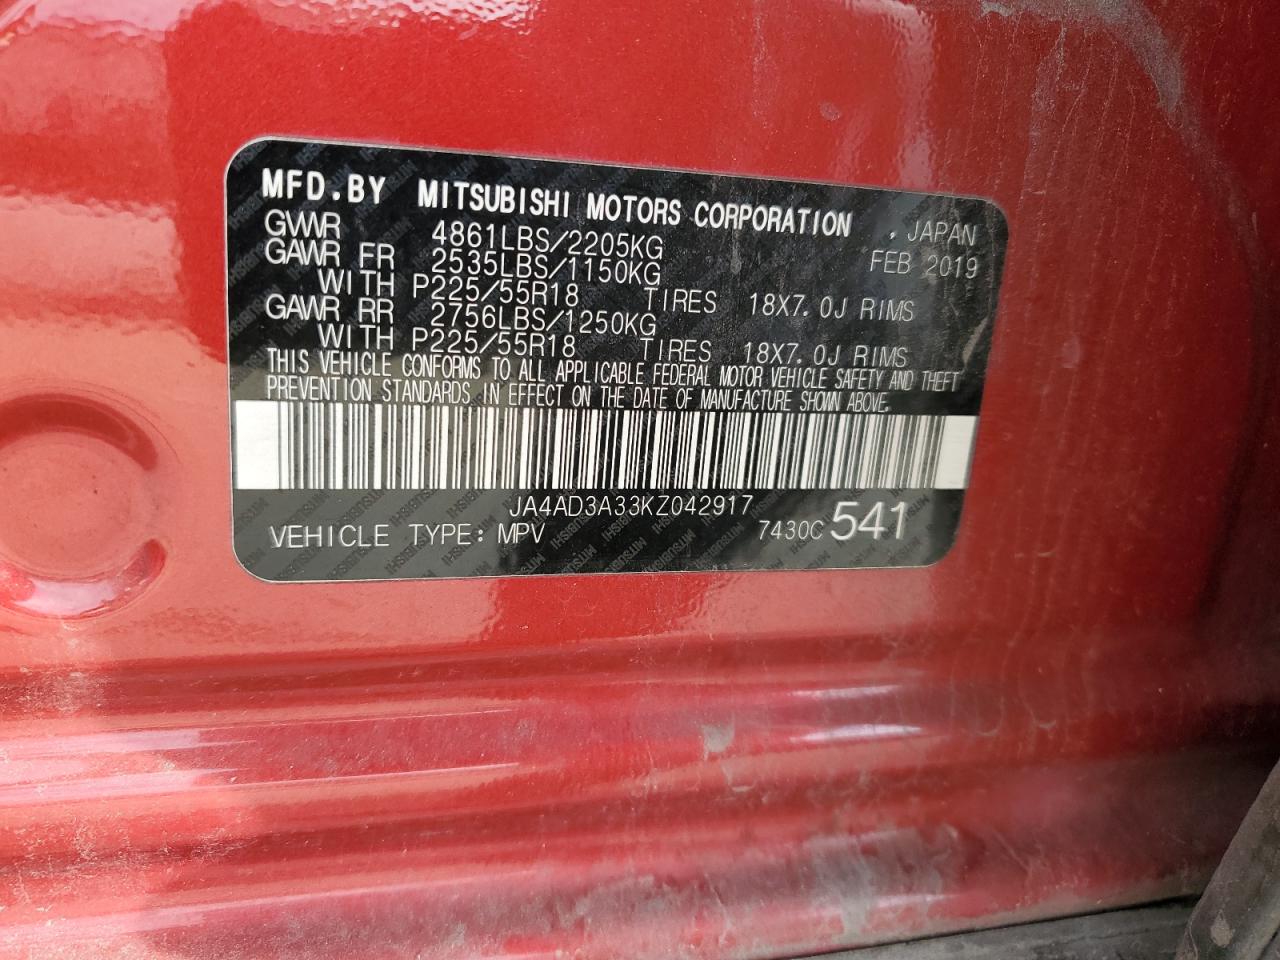 MFD.BY MITSUBISHI MOTORS CORPORATION , JAPAN
GWWR 4861LBS/2205KG FEB 2019
GAWR FR 2535LBS/1150KG
WITH P225/55R18 TIRES 18X7.0J RIMS
GAWR RR 2756LBS/1250KG
WITH P225/55R18 TIRES 18X7.0J RIMS
THIS VEHICLE CONFORMS TO ALL APPLICABLE FEDERAL MOTOR VEHICLE SAFETY AND THEFT
PREVENTION STANDARDS IN EFFECT ON THE DATE OF MANUFACTURE SHOWN ABOVE.
JA4AD3A33KZ042917
VEHICLE TYPE: MPV 7430C 541